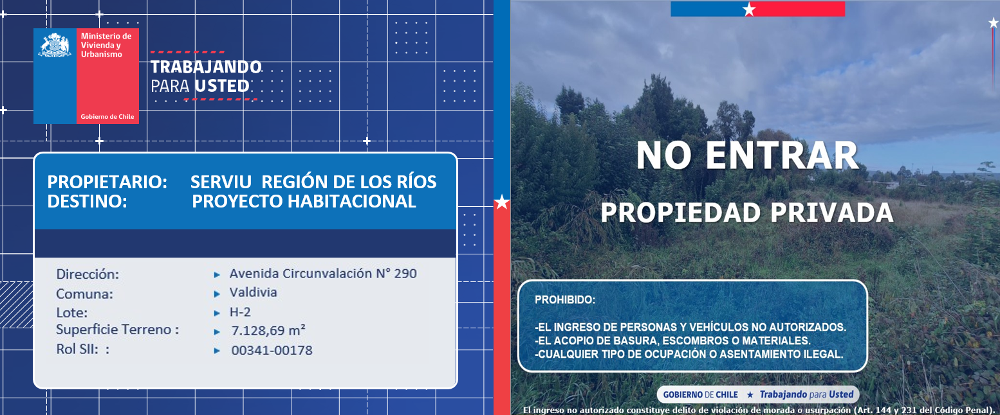 Ministerio de
Vivienda y
Urbanismo
Gobierno de Chile
TRABAJANDO
PARA USTED
PROPIETARIO: SERVIU REGIÓN DE LOS RÍOS
DESTINO: PROYECTO HABITACIONAL
Dirección: Avenida Circunvalación N° 290
Comuna: Valdivia
Lote: H-2
Superficie Terreno : 7.128,69 m²
Rol SII: : 00341-00178
NO ENTRAR
PROPIEDAD PRIVADA
PROHIBIDO:
-EL INGRESO DE PERSONAS Y VEHÍCULOS NO AUTORIZADOS.
-EL ACOPIO DE BASURA, ESCOMBROS O MATERIALES.
-CUALQUIER TIPO DE OCUPACIÓN O ASENTAMIENTO ILEGAL.
GOBIERNO DE CHILE Trabajando para Usted
El ingreso no autorizado constituye delito de violación de morada o usurpación (Art. 144 y 231 del Código Penal).